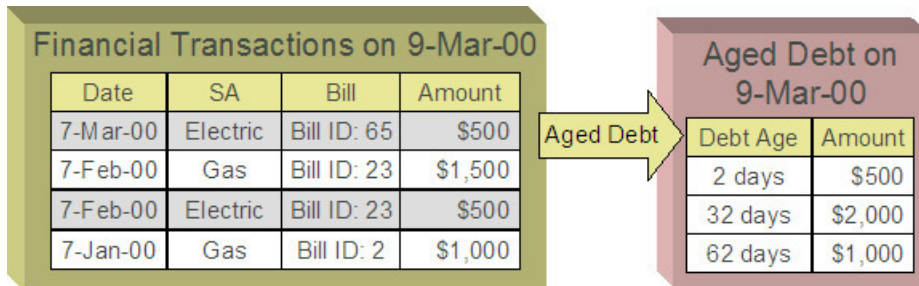 Financial Transactions on 9-Mar-00
Date SA Bill Amount
7-Mar-00 Electric Bill ID: 65 $500
7-Feb-00 Gas Bill ID: 23 $1,500
7-Feb-00 Electric Bill ID: 23 $500
7-Jan-00 Gas Bill ID: 2 $1,000
Aged Debt
Aged Debt on
9-Mar-00
Debt Age Amount
2 days $500
32 days $2,000
62 days $1,000